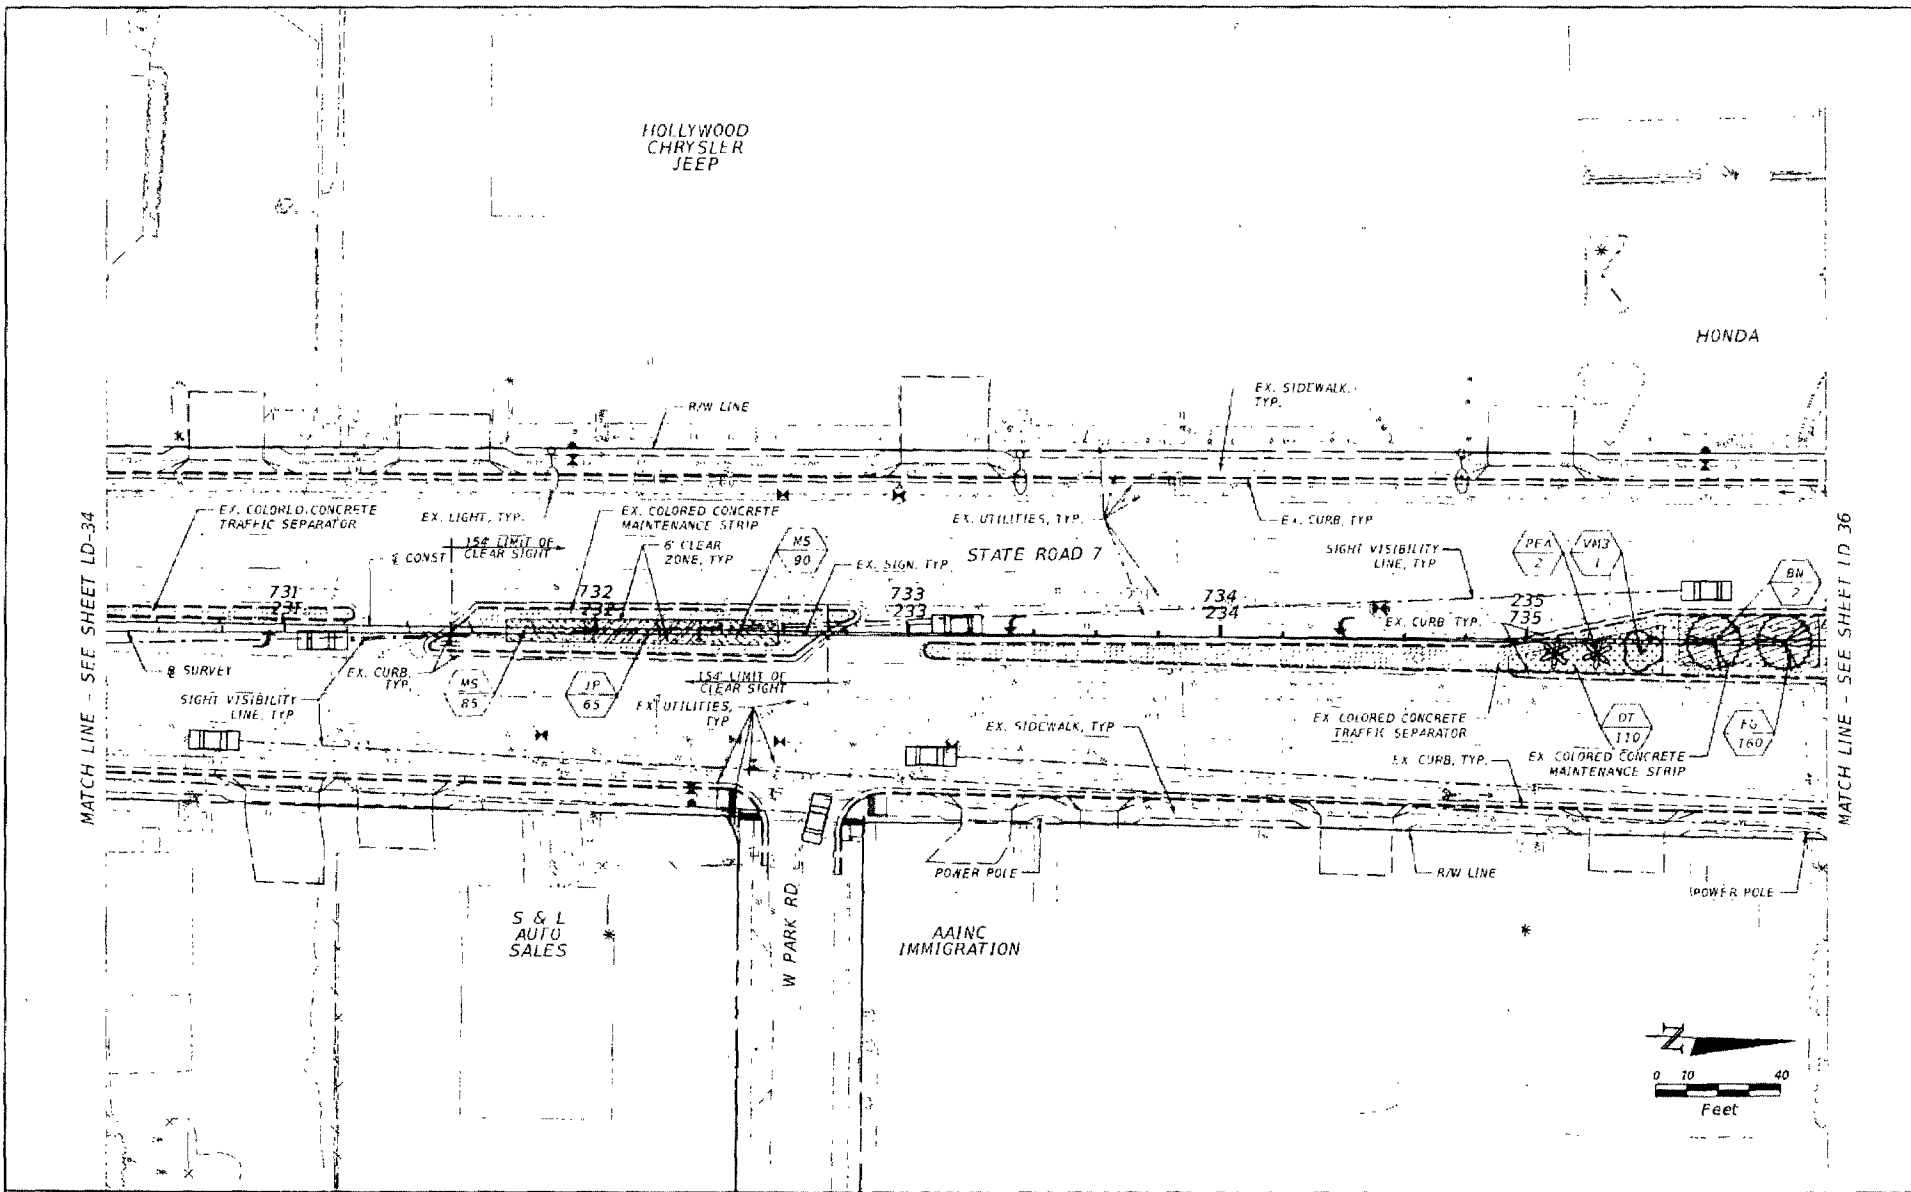 HOLLYWOOD
CHRYSLER
JEEP
HONDA
EX. SIDEWALK,
TYP.
R/W LINE
EX. COLORED CONCRETE
TRAFFIC SEPARATOR
EX. LIGHT, TYP.
EX. COLORED CONCRETE
MAINTENANCE STRIP
EX. UTILITIES, TYP.
EX. CURB, TYP
MATCH LINE - SEE SHEET LD-34
MATCH LINE - SEE SHEET LD 36
154' LIMIT OF
CLEAR SIGHT
℄ CONST
6' CLEAR
ZONE, TYP
MS
90
EX. SIGN, TYP.
STATE ROAD 7
SIGHT VISIBILITY
LINE, TYP
PEA
2
VM3
1
BN
2
731
231
732
232
733
233
734
234
235
735
EX. CURB TYP.
℄ SURVEY
EX. CURB,
TYP.
MS
85
JP
65
154' LIMIT OF
CLEAR SIGHT
SIGHT VISIBILITY
LINE, TYP
EX UTILITIES,
TYP
EX. SIDEWALK, TYP
EX COLORED CONCRETE
TRAFFIC SEPARATOR
DT
110
FG
160
EX COLORED CONCRETE
MAINTENANCE STRIP
EX CURB, TYP.
POWER POLE
R/W LINE
POWER POLE
S & L
AUTO
SALES
W PARK RD
AAINC
IMMIGRATION
N
0 10 40
Feet